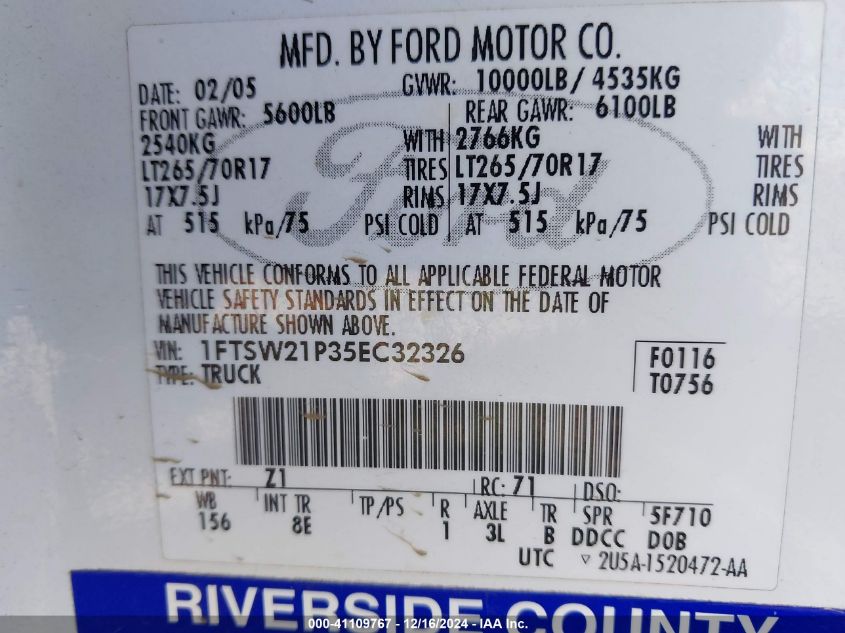 MFD. BY FORD MOTOR CO.
DATE: 02/05 GVWR: 10000LB/ 4535KG
FRONT GAWR: 5600LB REAR GAWR: 6100LB
2540KG WITH 2766KG WITH
LT265/70R17 TIRES LT265/70R17 TIRES
17X7.5J RIMS 17X7.5J RIMS
AT 515 kPa/75 PSI COLD AT 515 kPa/75 PSI COLD
Ford
THIS VEHICLE CONFORMS TO ALL APPLICABLE FEDERAL MOTOR
VEHICLE SAFETY STANDARDS IN EFFECT ON THE DATE OF
MANUFACTURE SHOWN ABOVE.
VIN: 1FTSW21P35EC32326 F0116
TYPE: TRUCK T0756
EXT PNT: Z1 RC: 71 DSO:
WB INT TR TP/PS R AXLE TR SPR 5F710
156 8E 1 3L B DDCC DOB
UTC ▿ 2U5A-1520472-AA
RIVERSIDE COUNTY
000-41109767 - 12/16/2024 - IAA Inc.